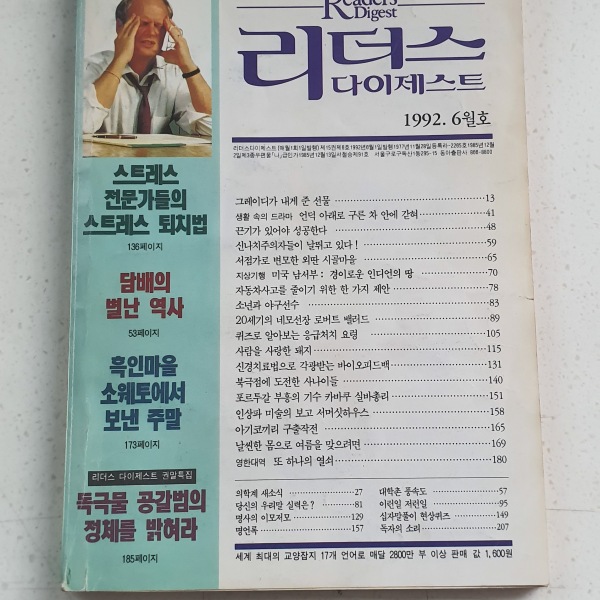 Readers
Digest
리더스
다이제스트
1992. 6월호
스트레스
전문가들의
스트레스 퇴치법
136페이지
담배의
별난 역사
53페이지
흑인마을
소웨토에서
보낸 주말
173페이지
리더스 다이제스트 권말특집
독극물 공갈범의
정체를 밝혀라
185페이지
그레이디가 내게 준 선물 13
생활 속의 드라마 언덕 아래로 구른 차 안에 갇혀 41
끈기가 있어야 성공한다 48
신나치주의자들이 날뛰고 있다! 59
서점가로 변모한 외딴 시골마을 65
지상기행 미국 남서부: 경이로운 인디언의 땅 70
자동차사고를 줄이기 위한 한 가지 제안 78
소년과 야구선수 83
20세기의 네모선장 로버트 밸러드 89
퀴즈로 알아보는 응급처치 요령 105
사람을 사랑한 돼지 115
신경치료법으로 각광받는 바이오피드백 131
북극점에 도전한 사나이들 140
포르투갈 부흥의 기수 카바쿠 실바총리 151
인상파 미술의 보고 서머싯하우스 158
아기코끼리 구출작전 165
날씬한 몸으로 여름을 맞으려면 169
영한대역 또 하나의 열쇠 180
의학계 새소식 27
당신의 우리말 실력은? 81
명사의 이모저모 129
명언록 157
대학촌 풍속도 57
이런일 저런일 95
십자말풀이 현상퀴즈 149
독자의 소리 207
세계 최대의 교양잡지 17개 언어로 매달 2800만 부 이상 판매 값 1,600원